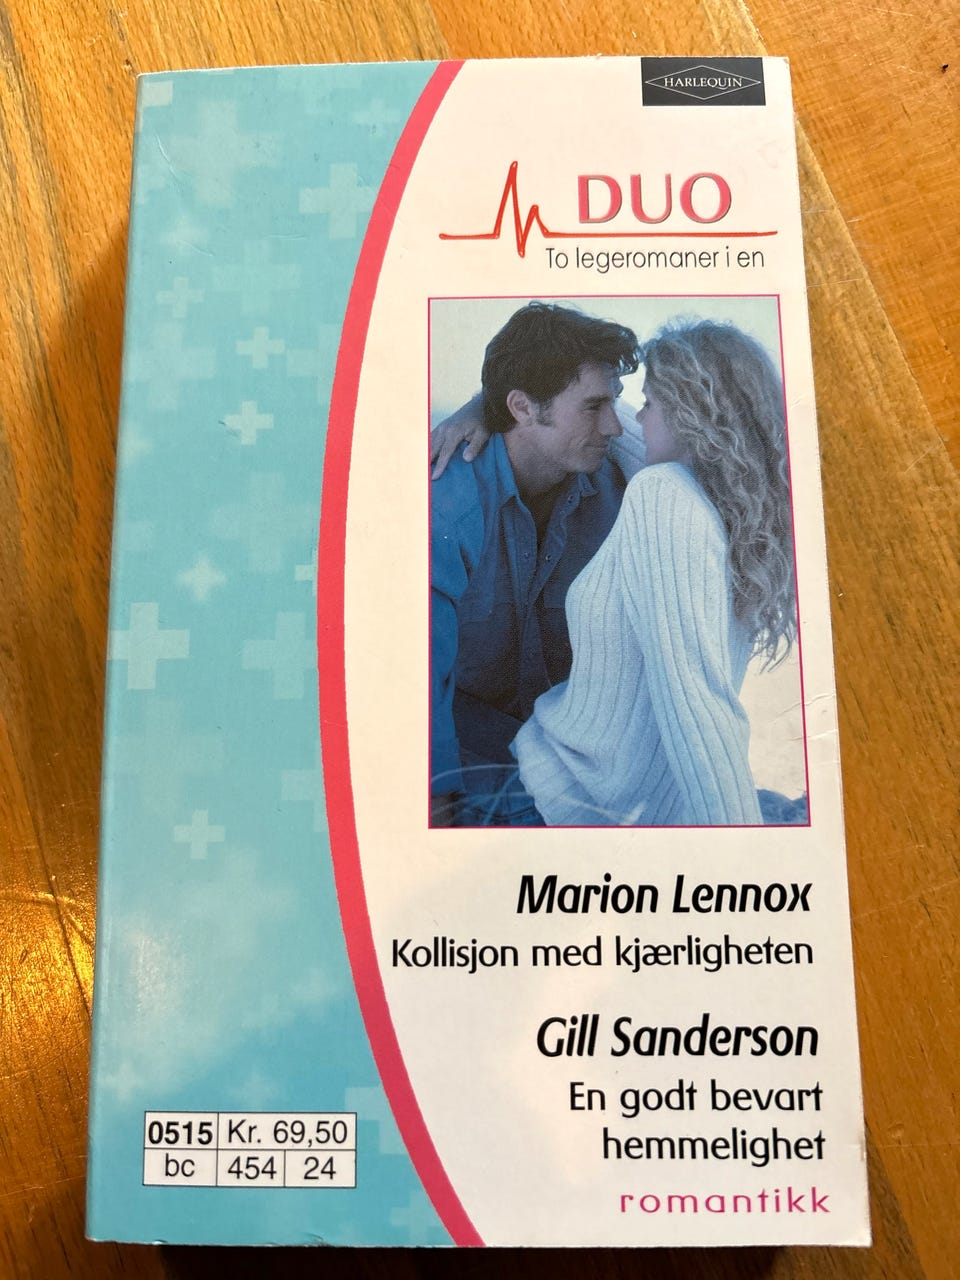 HARLEQUIN
DUO
To legeromaner i en
Marion Lennox
Kollisjon med kjærligheten
Gill Sanderson
En godt bevart
hemmelighet
romantikk
0515 Kr. 69,50
bc 454 24